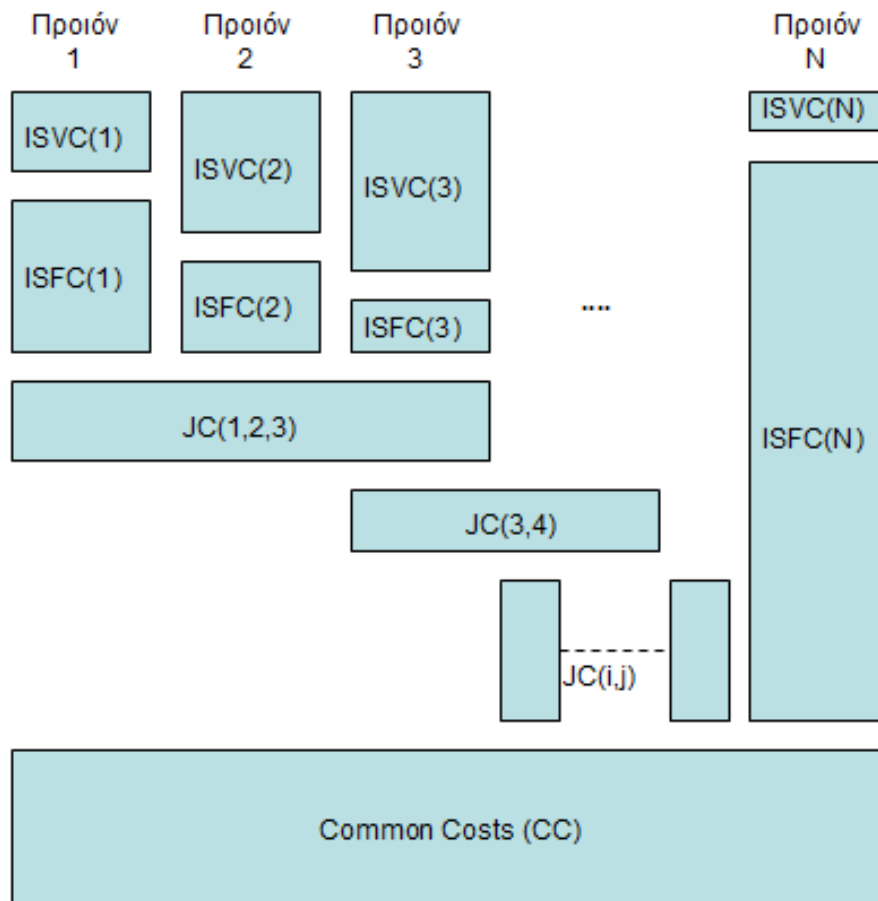 Προιόν
1
Προιόν
2
Προιόν
3
Προιόν
N
ISVC(1)
ISVC(2)
ISVC(3)
ISVC(N)
ISFC(1)
ISFC(2)
ISFC(3)
....
ISFC(N)
JC(1,2,3)
JC(3,4)
JC(i,j)
Common Costs (CC)